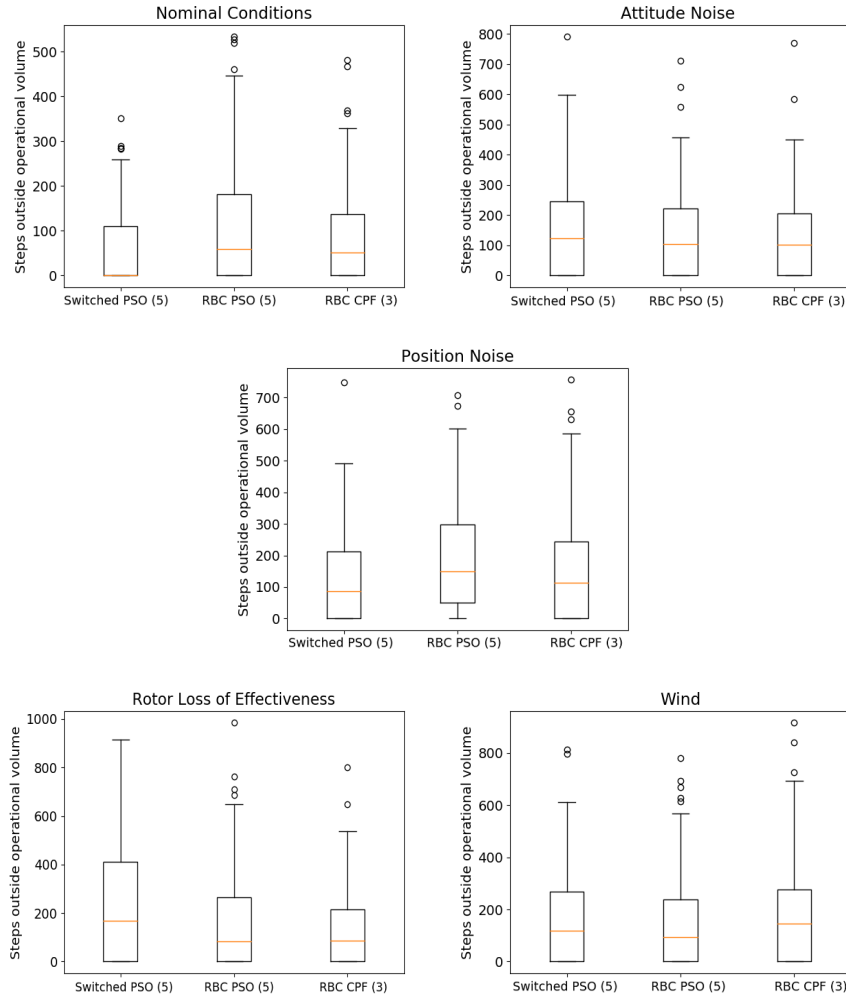 Nominal Conditions
Steps outside operational volume
500
400
300
200
100
0
Switched PSO (5) RBC PSO (5) RBC CPF (3)
Attitude Noise
Steps outside operational volume
800
700
600
500
400
300
200
100
0
Switched PSO (5) RBC PSO (5) RBC CPF (3)
Position Noise
Steps outside operational volume
700
600
500
400
300
200
100
0
Switched PSO (5) RBC PSO (5) RBC CPF (3)
Rotor Loss of Effectiveness
Steps outside operational volume
1000
800
600
400
200
0
Switched PSO (5) RBC PSO (5) RBC CPF (3)
Wind
Steps outside operational volume
800
600
400
200
0
Switched PSO (5) RBC PSO (5) RBC CPF (3)